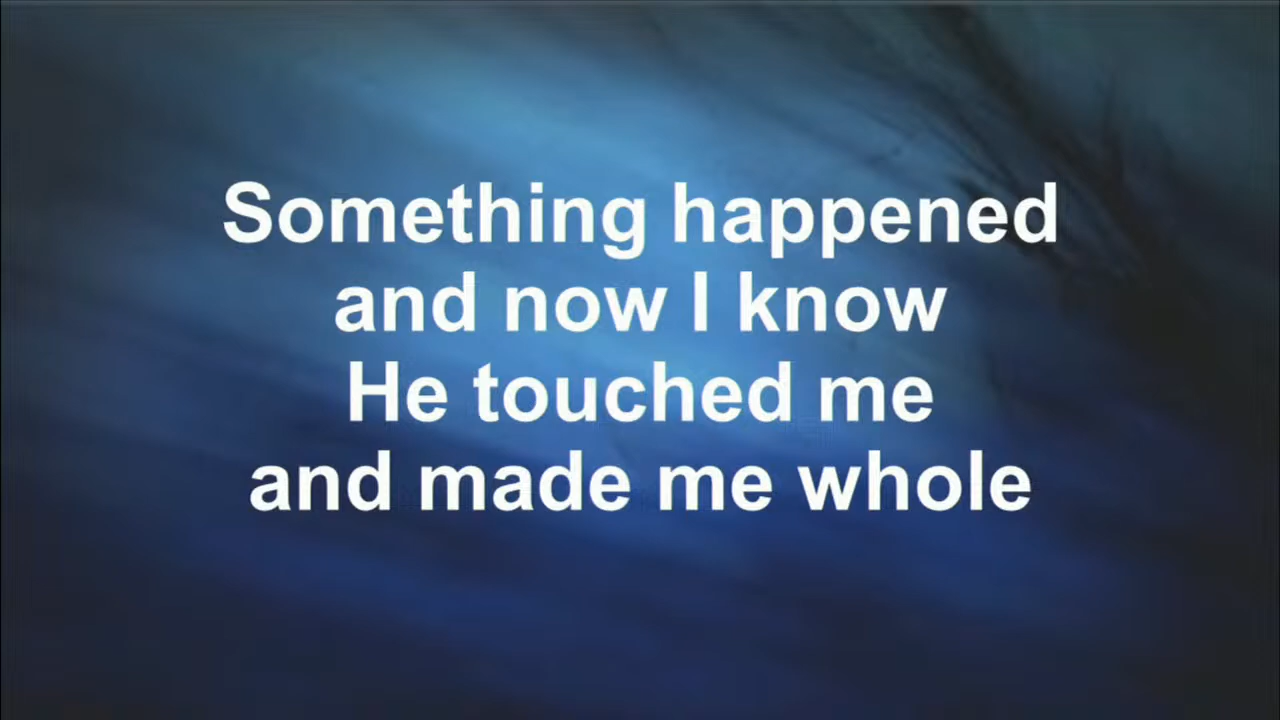 Something happened
and now I know
He touched me
and made me whole